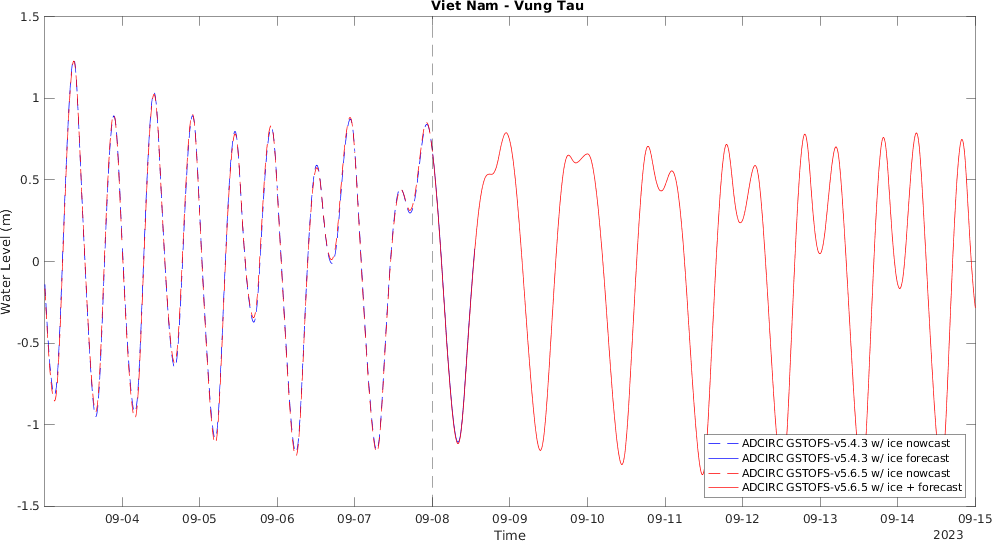 Viet Nam - Vung Tau
1.5
1
0.5
0
-0.5
-1
-1.5
Water Level (m)
ADCIRC GSTOFS-v5.4.3 w/ ice nowcast
ADCIRC GSTOFS-v5.4.3 w/ ice forecast
ADCIRC GSTOFS-v5.6.5 w/ ice nowcast
ADCIRC GSTOFS-v5.6.5 w/ ice + forecast
09-04 09-05 09-06 09-07 09-08 09-09 09-10 09-11 09-12 09-13 09-14 09-15
Time
2023